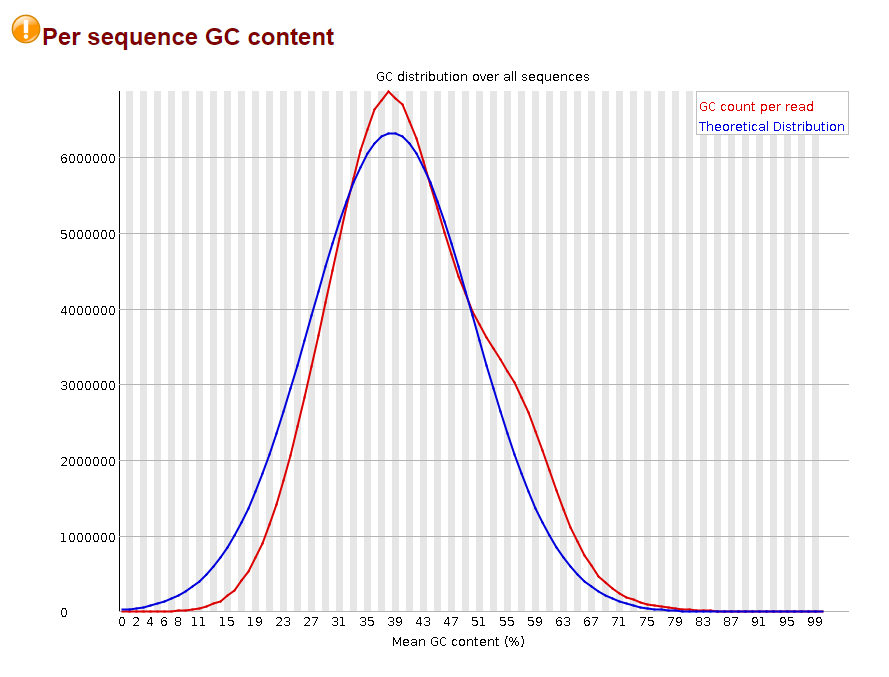 Per sequence GC content
GC distribution over all sequences
GC count per read
Theoretical Distribution
6000000
5000000
4000000
3000000
2000000
1000000
0
0 2 4 6 8 11 15 19 23 27 31 35 39 43 47 51 55 59 63 67 71 75 79 83 87 91 95 99
Mean GC content (%)